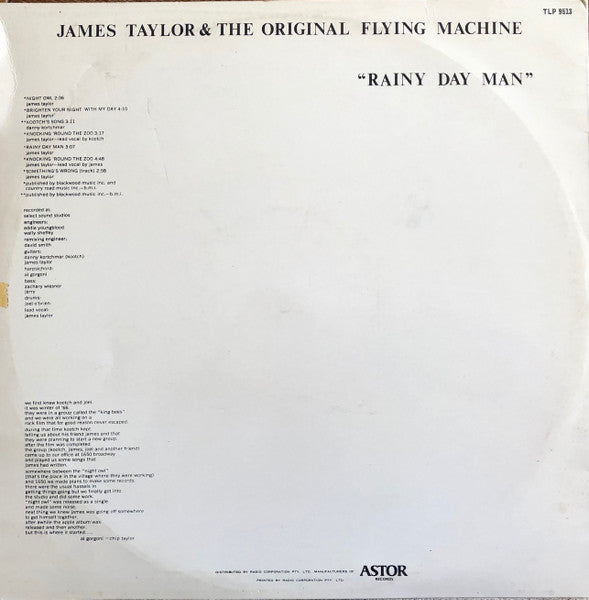 TLP 9513
JAMES TAYLOR & THE ORIGINAL FLYING MACHINE
"RAINY DAY MAN"
*NIGHT OWL 2:06
james taylor
*BRIGHTEN YOUR NIGHT WITH MY DAY 4:10
james taylor
**KOOTCH'S SONG 3:11
danny kortchmar
*KNOCKING 'ROUND THE ZOO 3:17
james taylor—lead vocal by kootch
*RAINY DAY MAN 3:07
james taylor
*KNOCKING 'ROUND THE ZOO 4:48
james taylor—lead vocal by james
*SOMETHING'S WRONG (track) 2:06
*published by blackwood music inc. and
country road music inc.—b.m.i.
**published by blackwood music inc.—b.m.i.
recorded at:
select sound studios
engineers:
eddie youngblood
wally sheffey
remixing engineer:
david smith
guitars:
danny kortchmar (kootch)
james taylor
harpsichord:
al gorgoni
bass:
zachary wiesner
jerry
drums:
joel o'brien
lead vocal:
james taylor
we first knew kootch and joel.
it was winter of '66.
they were in a group called the "king bees"
and we were all working on a
rock film that for good reason never escaped.
during that time kootch kept
telling us about his friend james and that
they were planning to start a new group.
after the film was completed
the group (kootch, james, joel and another friend)
came up to our office at 1650 broadway
and played us some songs that
james had written.
somewhere between the "night owl"
(that's the place in the village where they were working)
and 1650 we made plans to make some records.
there were the usual hassels in
getting things going but we finally got into
the studio and did some work.
"night owl" was released as a single
and made some noise.
next thing we knew james was going off somewhere
to get himself together.
after awhile the apple album was
released and then another.
but this is where it started.....
al gorgoni—chip taylor
DISTRIBUTED BY RADIO CORPORATION PTY. LTD. MANUFACTURERS OF ASTOR RECORDS
PRINTED BY RADIO CORPORATION PTY. LTD.